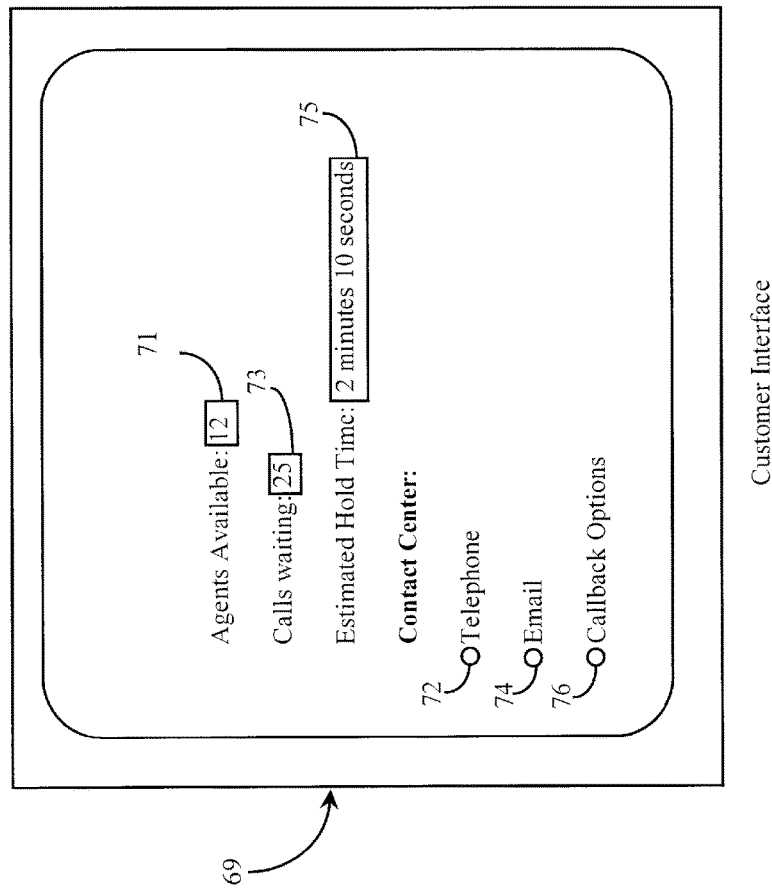 71
Agents Available: 12
73
Calls waiting: 25
75
Estimated Hold Time: 2 minutes 10 seconds
Contact Center:
72
Telephone
74
Email
76
Callback Options
69
Customer Interface